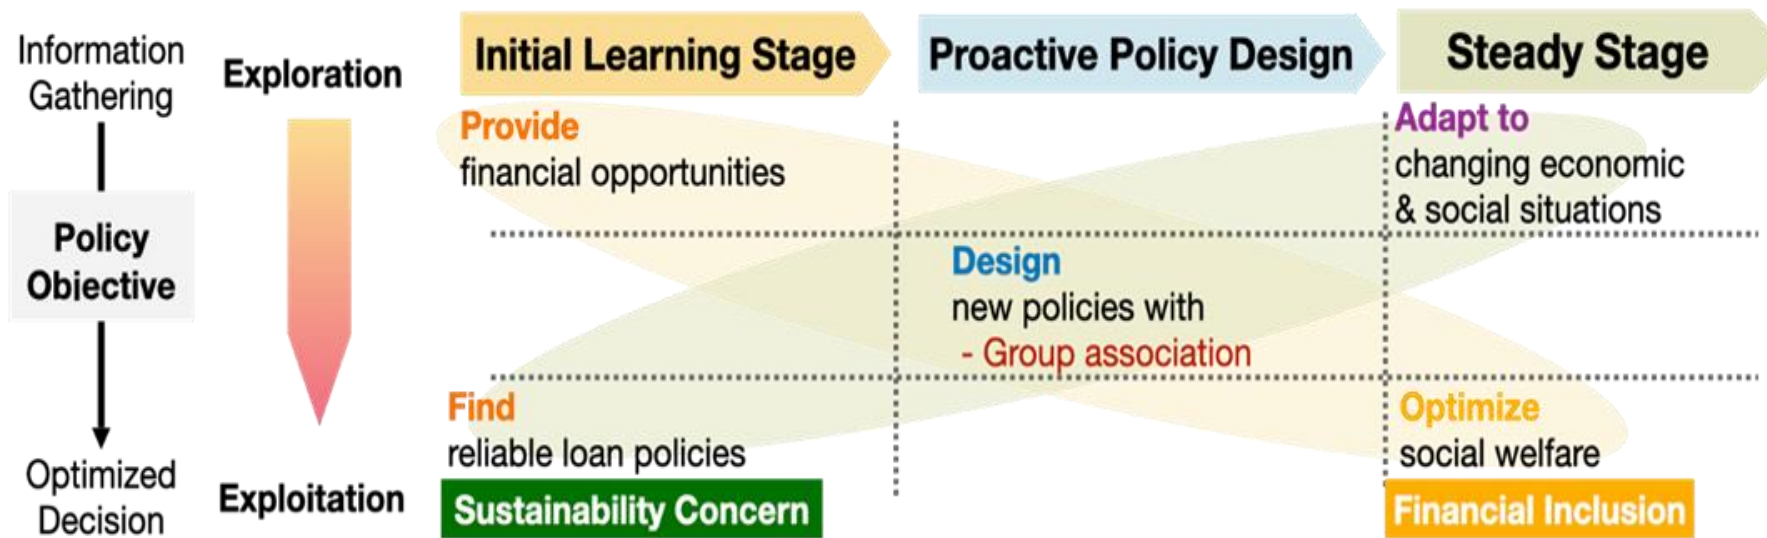 Information
Gathering
Policy
Objective
Optimized
Decision
Exploration
Exploitation
Initial Learning Stage
Proactive Policy Design
Steady Stage
Provide
financial opportunities
Adapt to
changing economic
& social situations
Design
new policies with
- Group association
Find
reliable loan policies
Sustainability Concern
Optimize
social welfare
Financial Inclusion